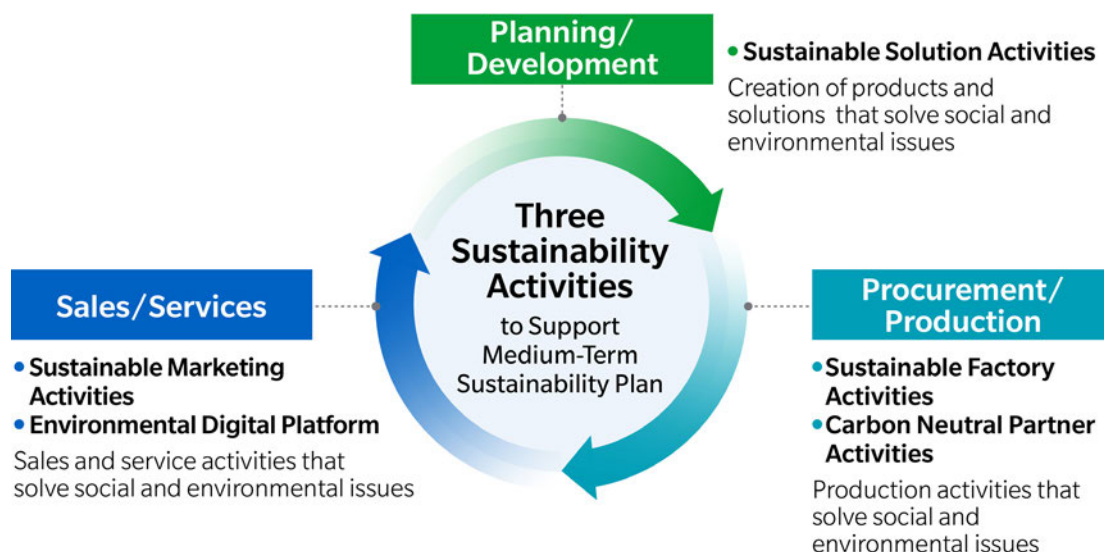 Planning/
Development
• Sustainable Solution Activities
Creation of products and
solutions that solve social and
environmental issues
Three
Sustainability
Activities
to Support
Medium-Term
Sustainability Plan
Procurement/
Production
• Sustainable Factory
Activities
• Carbon Neutral Partner
Activities
Production activities that
solve social and
environmental issues
Sales/Services
• Sustainable Marketing
Activities
• Environmental Digital Platform
Sales and service activities that
solve social and environmental issues